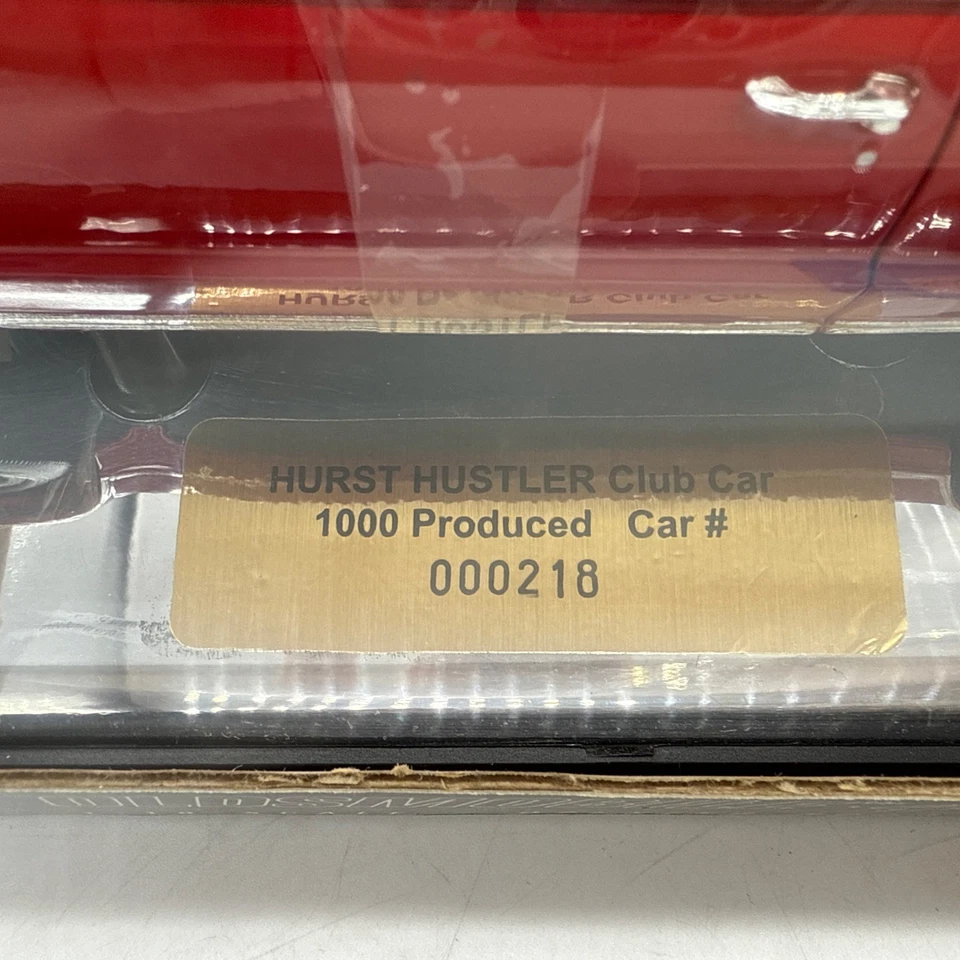 HURST HUSTLER Club Car
1000 Produced Car #
000218